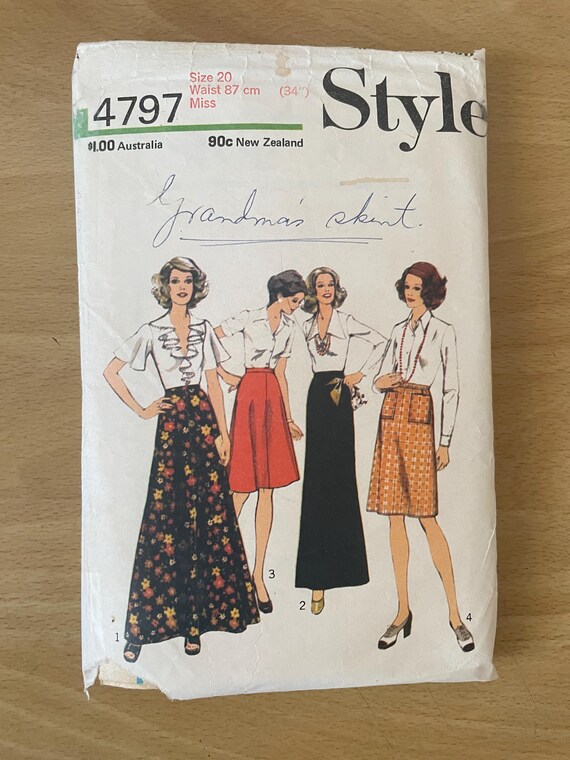 4797
Size 20
Waist 87 cm (34")
Miss
Style
$1.00 Australia 90c New Zealand
Grandma's skirt.
1
3
2
4